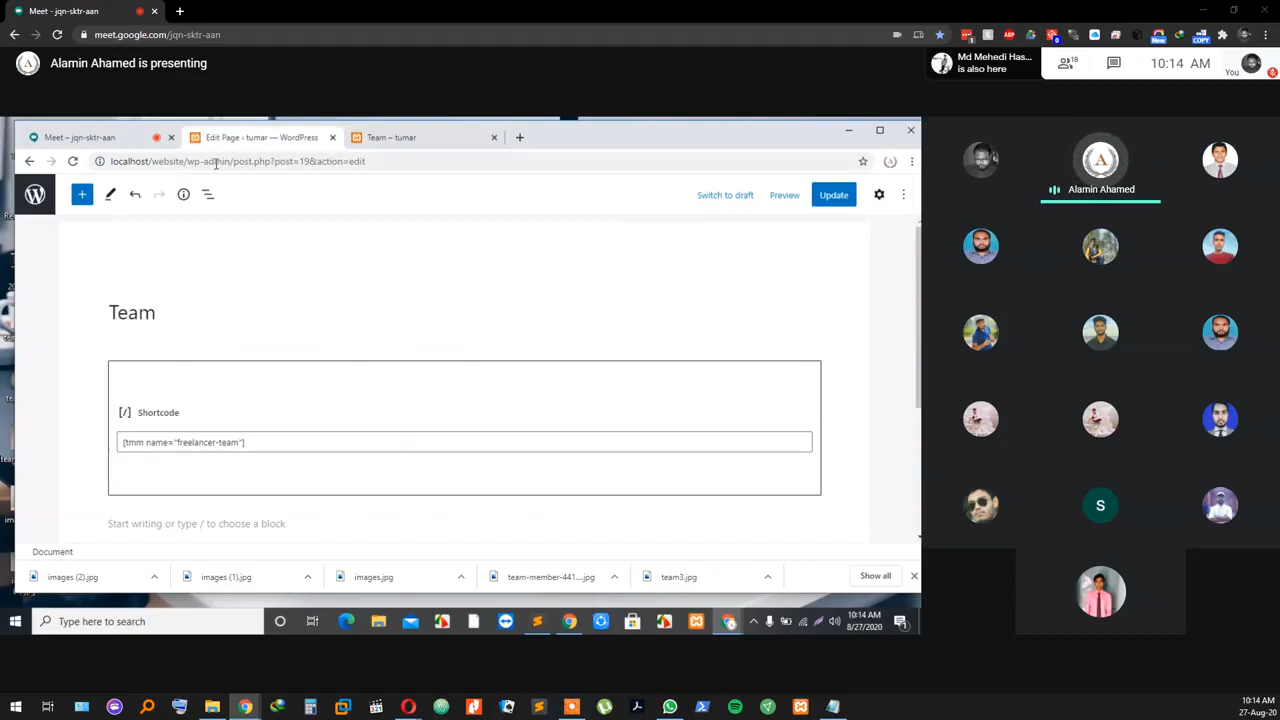 Meet - jqn-sktr-aan
meet.google.com/jqn-sktr-aan
1
0
New
COPY
Alamin Ahamed is presenting
Md Mehedi Has...
is also here
18
10:14 AM
You
Meet – jqn-sktr-aan
Edit Page ‹ tumar — WordPress
Team – tumar
localhost/website/wp-admin/post.php?post=19&action=edit
Switch to draft
Preview
Update
Alamin Ahamed
Team
[/] Shortcode
[tmm name="freelancer-team"]
Start writing or type / to choose a block
Document
S
images (2).jpg
images (1).jpg
images.jpg
team-member-441....jpg
team3.jpg
Show all
Type here to search
10:14 AM
8/27/2020
1
10:14 AM
27-Aug-20